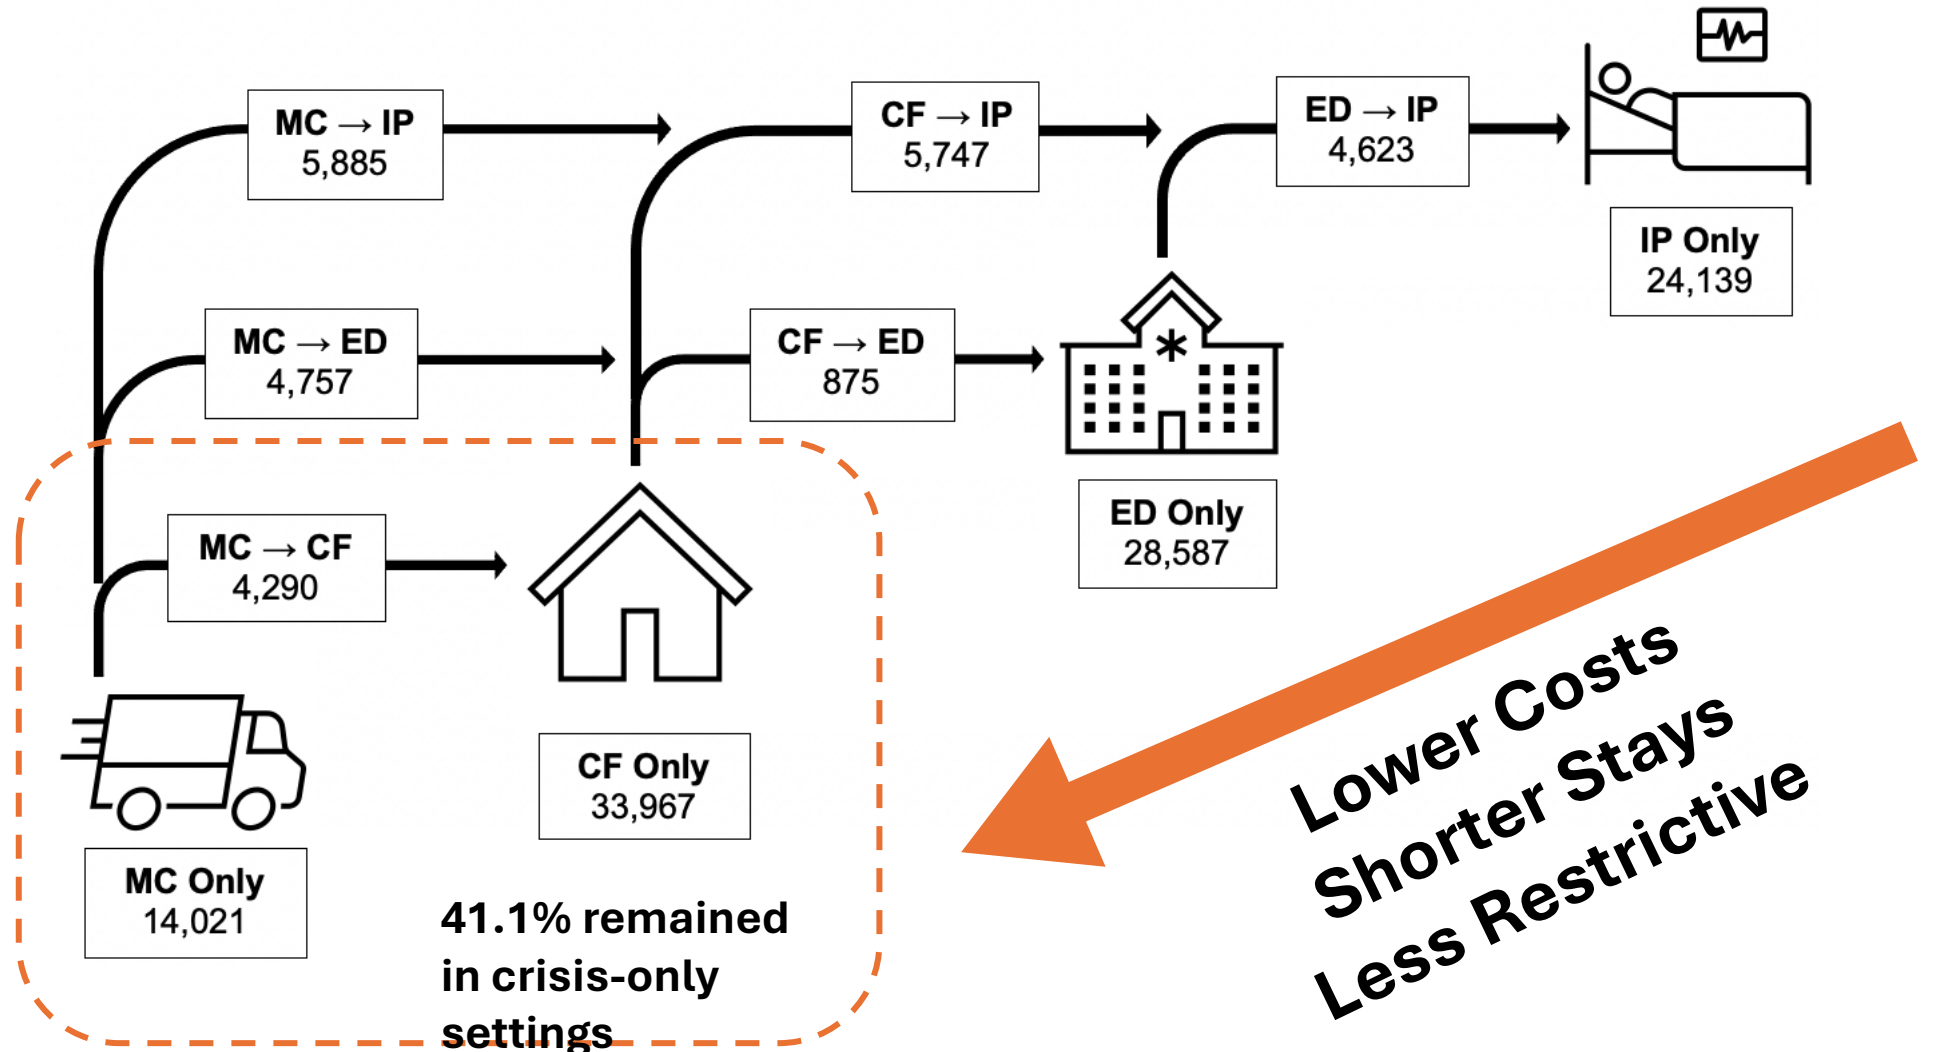 MC → IP
5,885
CF → IP
5,747
ED → IP
4,623
IP Only
24,139
MC → ED
4,757
CF → ED
875
ED Only
28,587
MC → CF
4,290
CF Only
33,967
MC Only
14,021
41.1% remained
in crisis-only
settings
Lower Costs
Shorter Stays
Less Restrictive